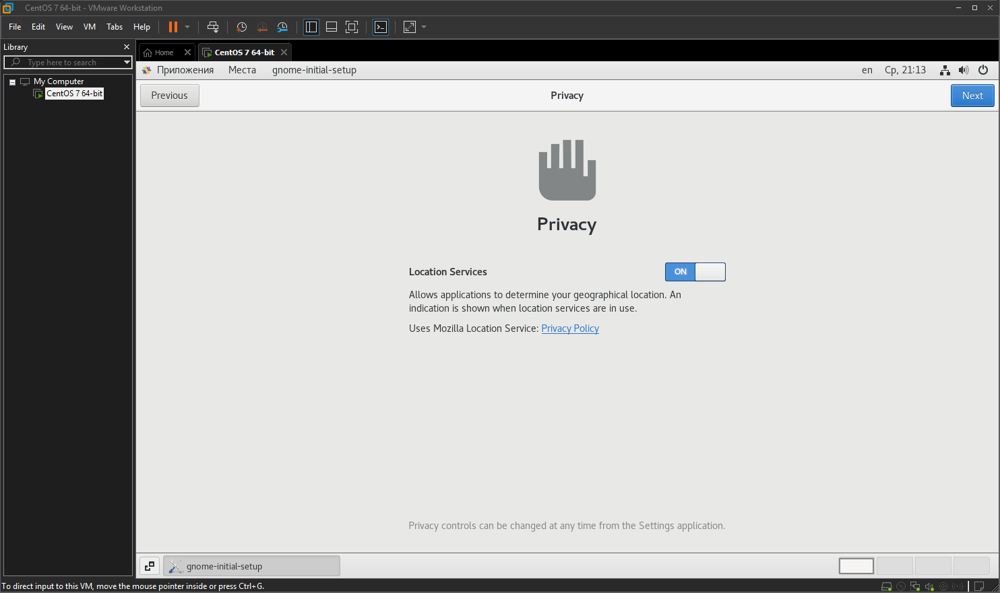 CentOS 7 64-bit - VMware Workstation
File Edit View VM Tabs Help
Library
Type here to search
My Computer
CentOS 7 64-bit
Home CentOS 7 64-bit
Приложения Места gnome-initial-setup en Ср, 21:13
Previous Privacy Next
Privacy
Location Services ON
Allows applications to determine your geographical location. An
indication is shown when location services are in use.
Uses Mozilla Location Service: Privacy Policy
Privacy controls can be changed at any time from the Settings application.
gnome-initial-setup
To direct input to this VM, move the mouse pointer inside or press Ctrl+G.